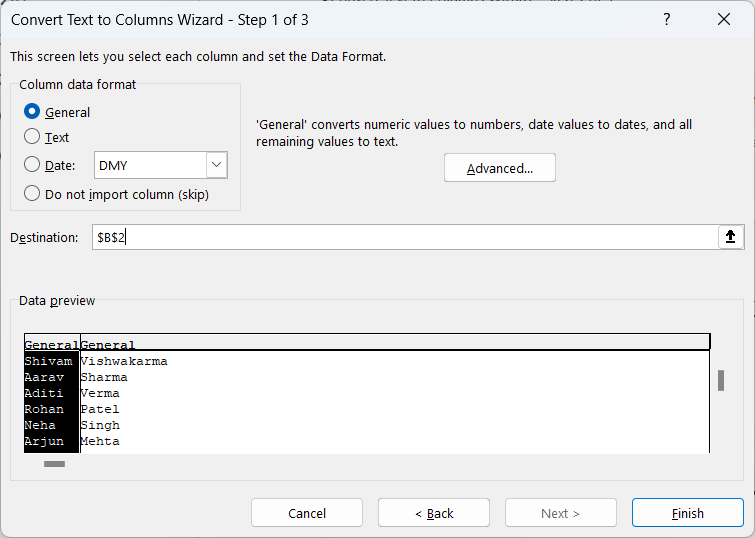 Convert Text to Columns Wizard - Step 1 of 3
?
This screen lets you select each column and set the Data Format.
Column data format
General
Text
Date: DMY
Do not import column (skip)
'General' converts numeric values to numbers, date values to dates, and all
remaining values to text.
Advanced...
Destination: $B$2
Data preview
General General
Shivam Vishwakarma
Aarav Sharma
Aditi Verma
Rohan Patel
Neha Singh
Arjun Mehta
Cancel < Back Next > Finish